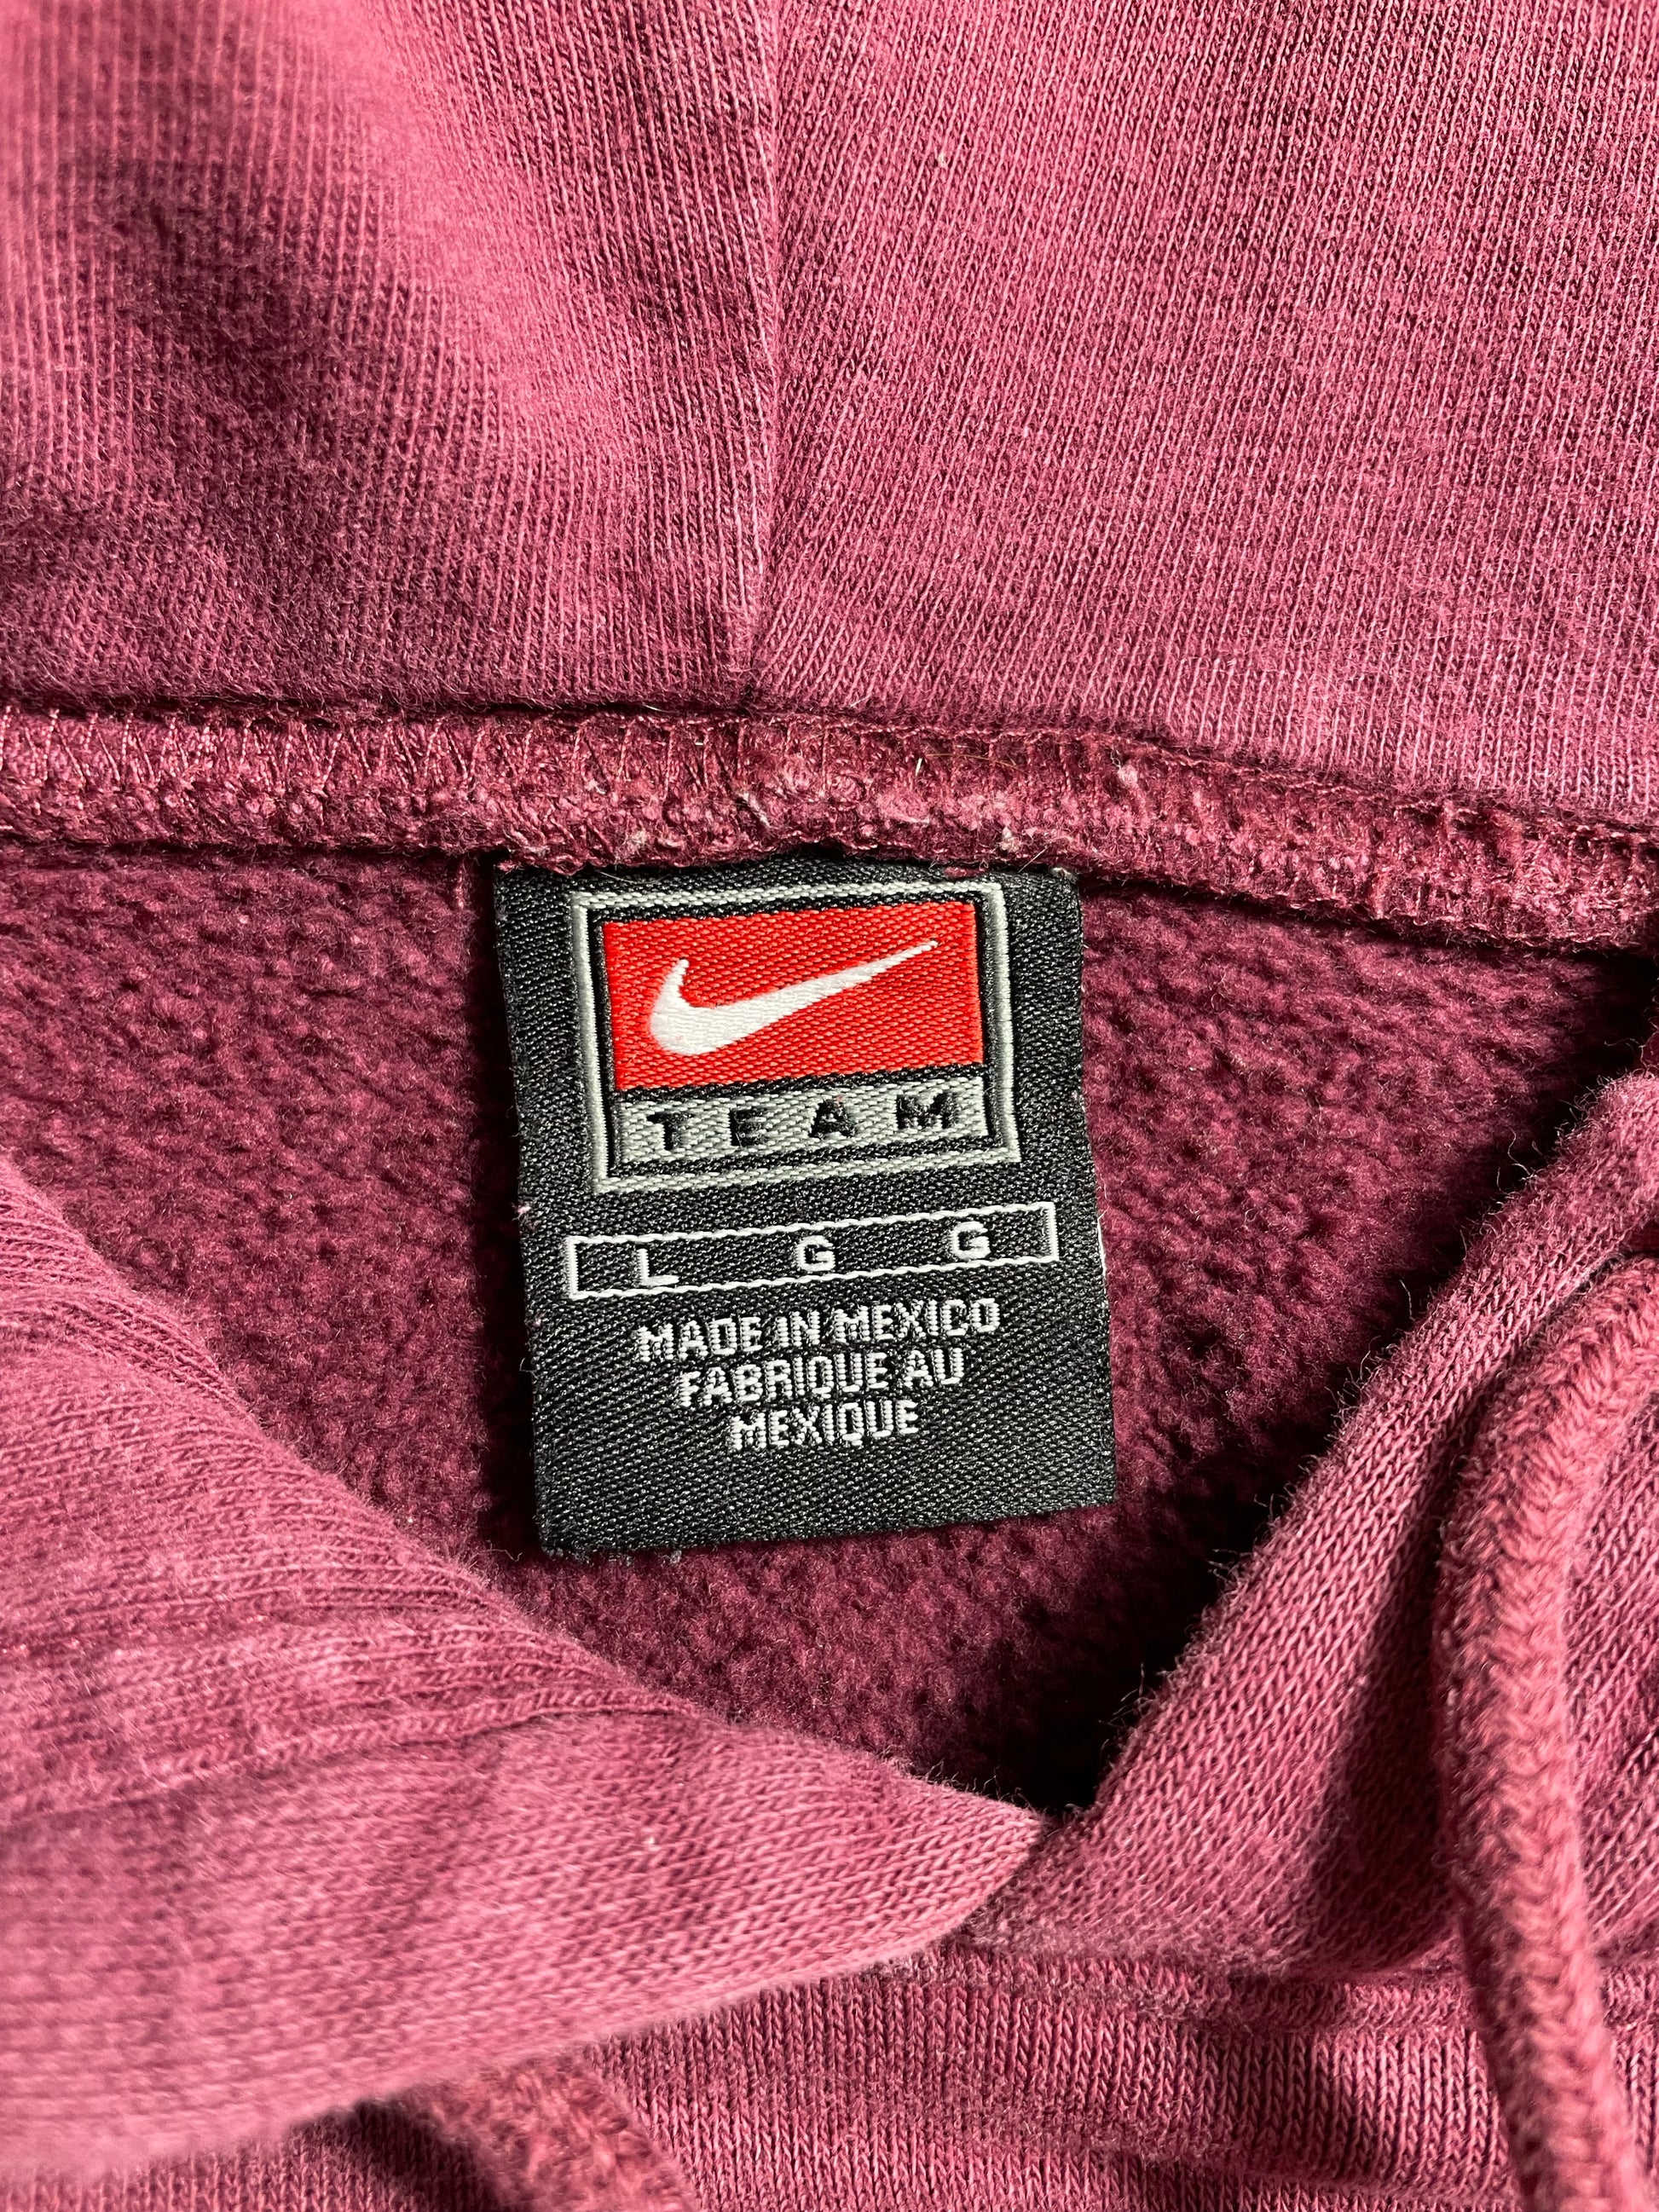 TEAM
L G G
MADE IN MEXICO
FABRIQUE AU
MEXIQUE